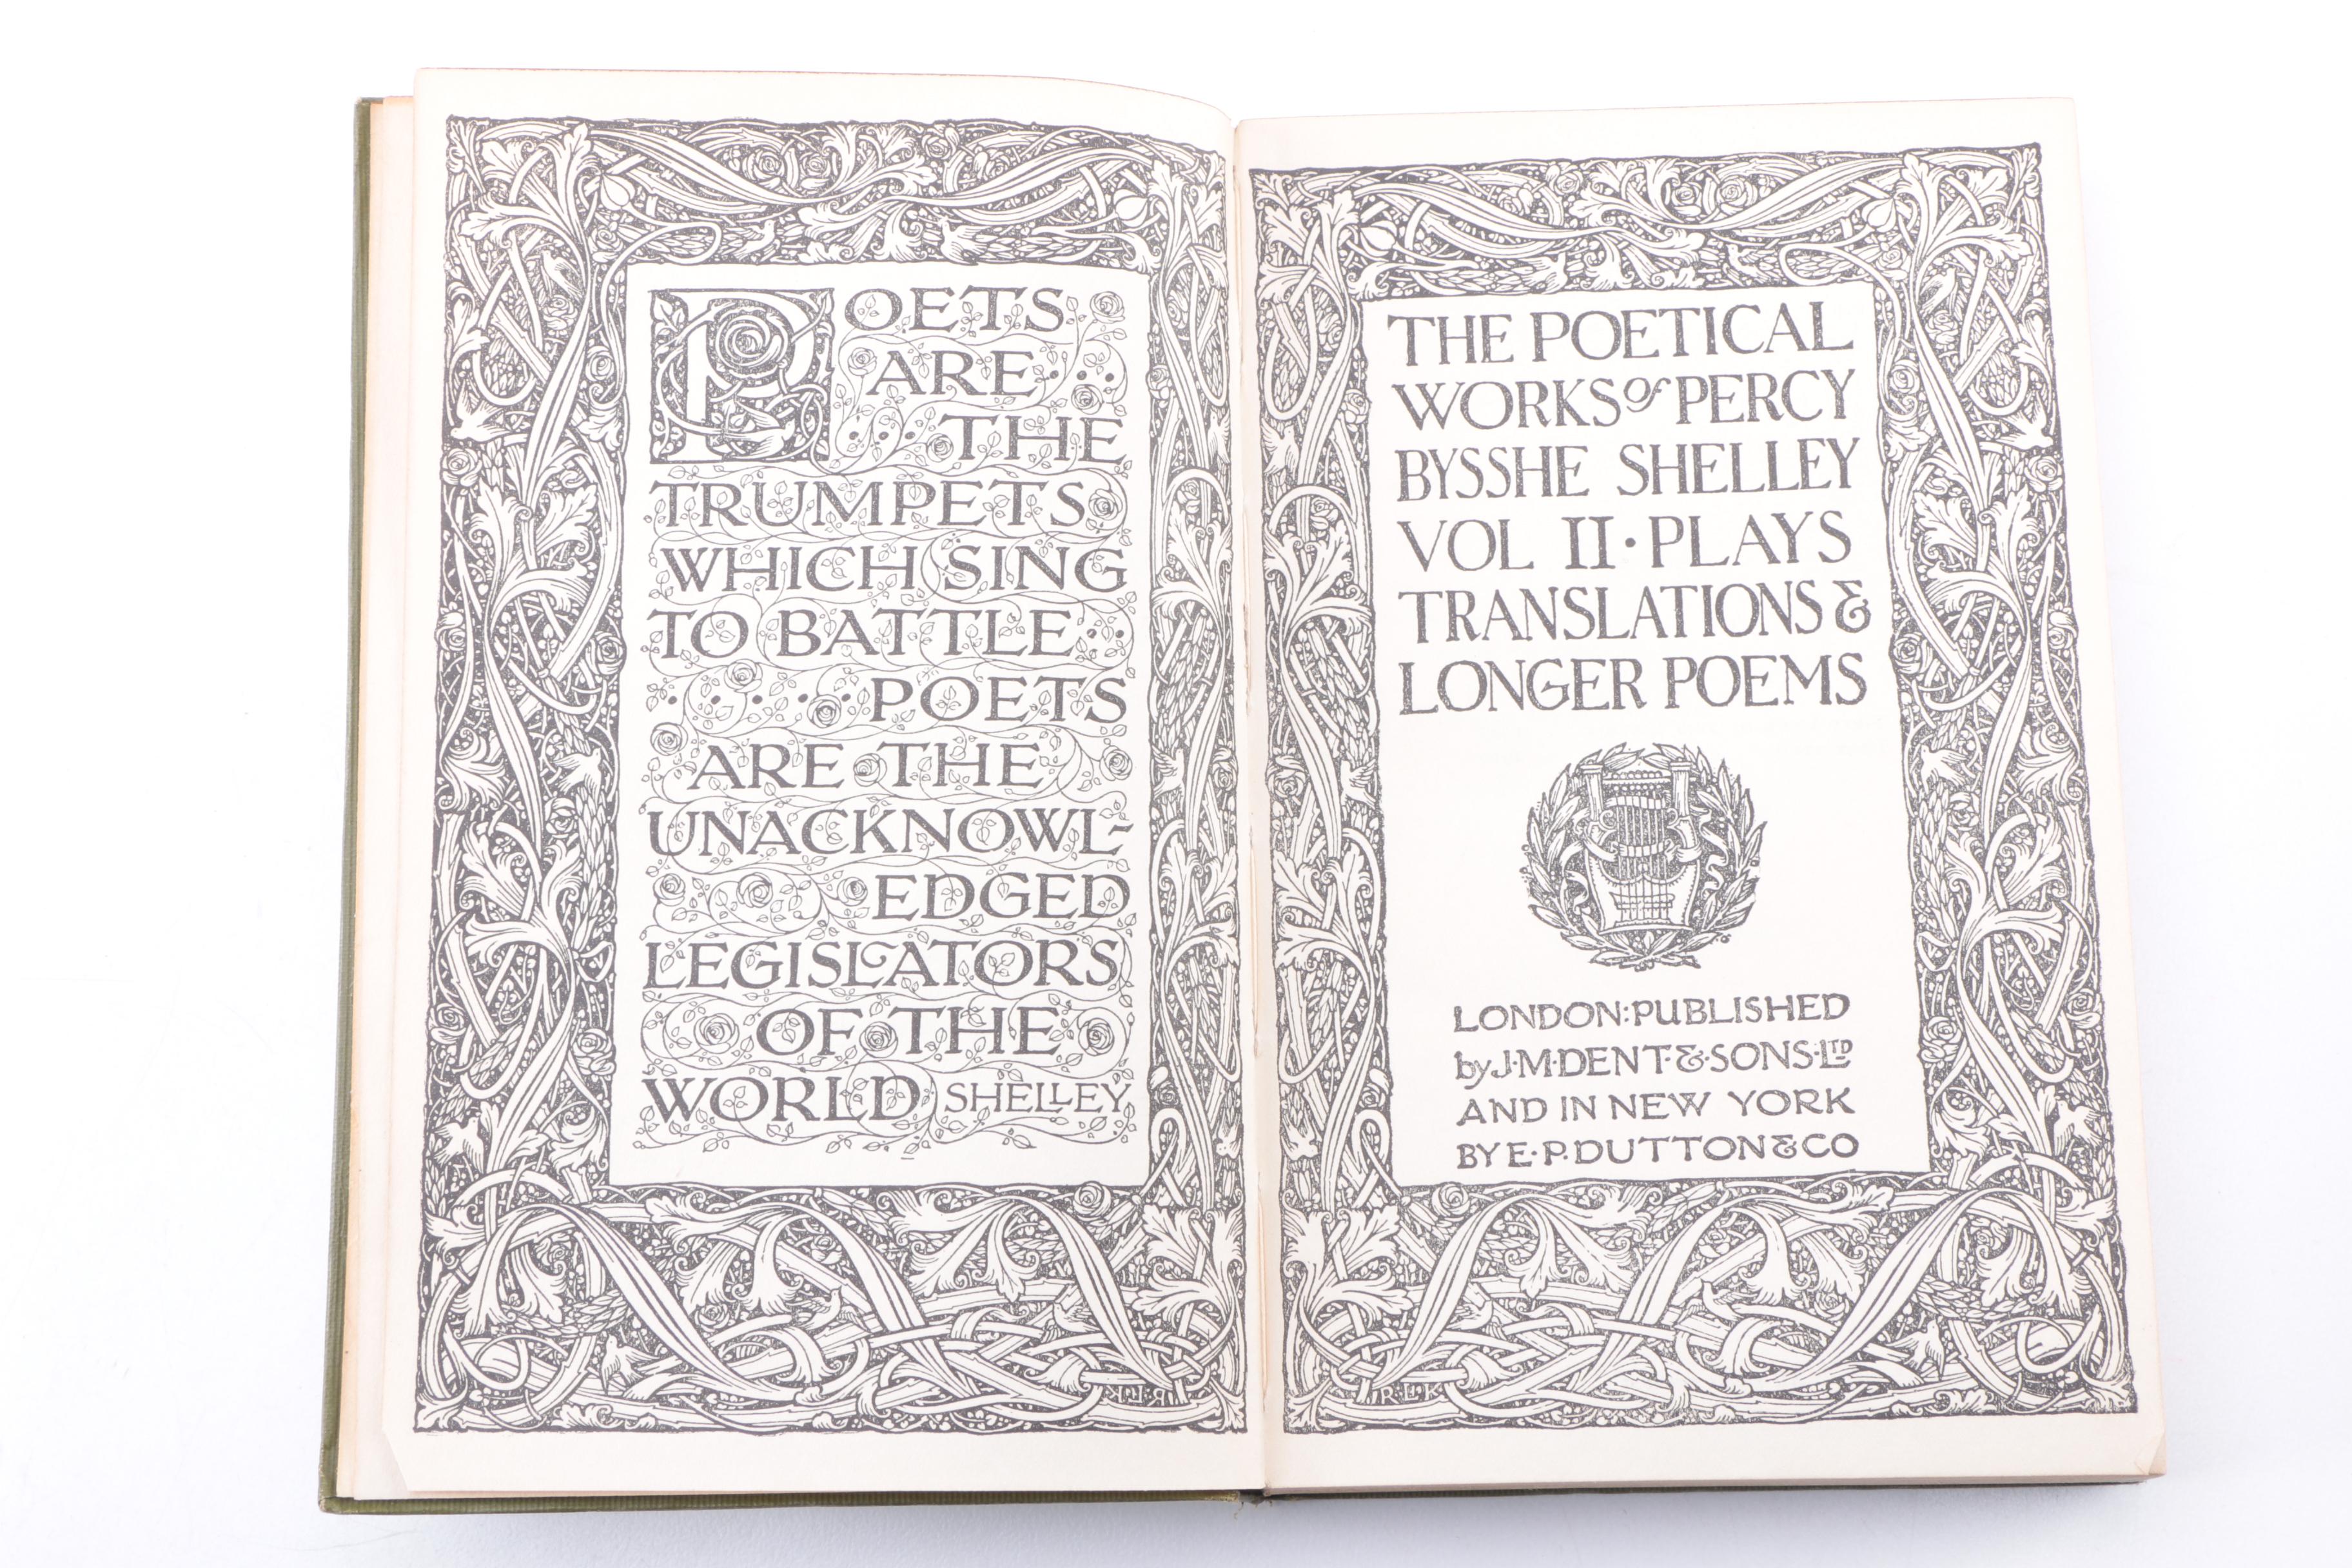 POETS
ARE
THE
TRUMPETS
WHICH SING
TO BATTLE
POETS
ARE THE
UNACKNOWL-
EDGED
LEGISLATORS
OF THE
WORLD SHELLEY
R·L·K
THE POETICAL
WORKS of PERCY
BYSSHE SHELLEY
VOL II · PLAYS
TRANSLATIONS &
LONGER POEMS
LONDON: PUBLISHED
by J·M·DENT·&·SONS·LTD
AND IN NEW YORK
BY E·P·DUTTON & CO
R·L·K